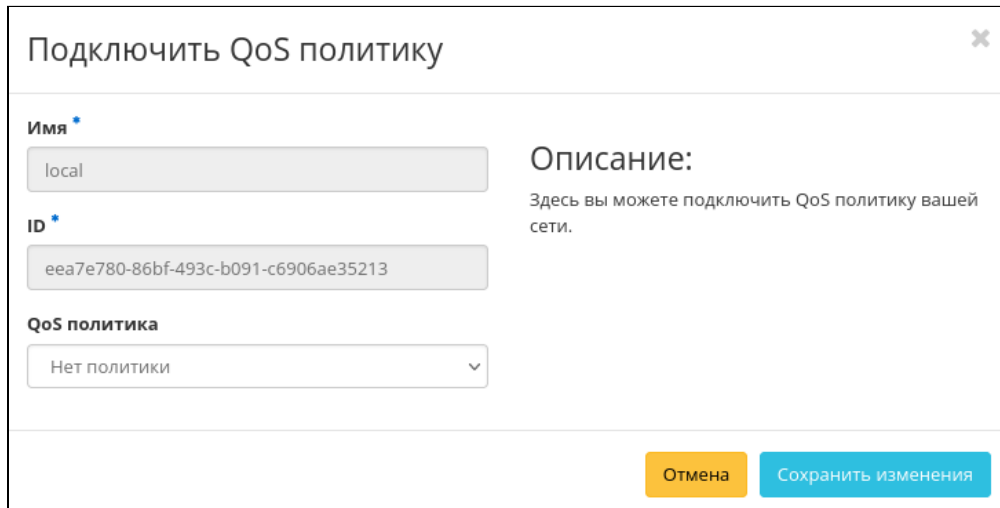 Подключить QoS политику
Имя *
local
ID *
eea7e780-86bf-493c-b091-c6906ae35213
QoS политика
Нет политики
Описание:
Здесь вы можете подключить QoS политику вашей
сети.
Отмена
Сохранить изменения